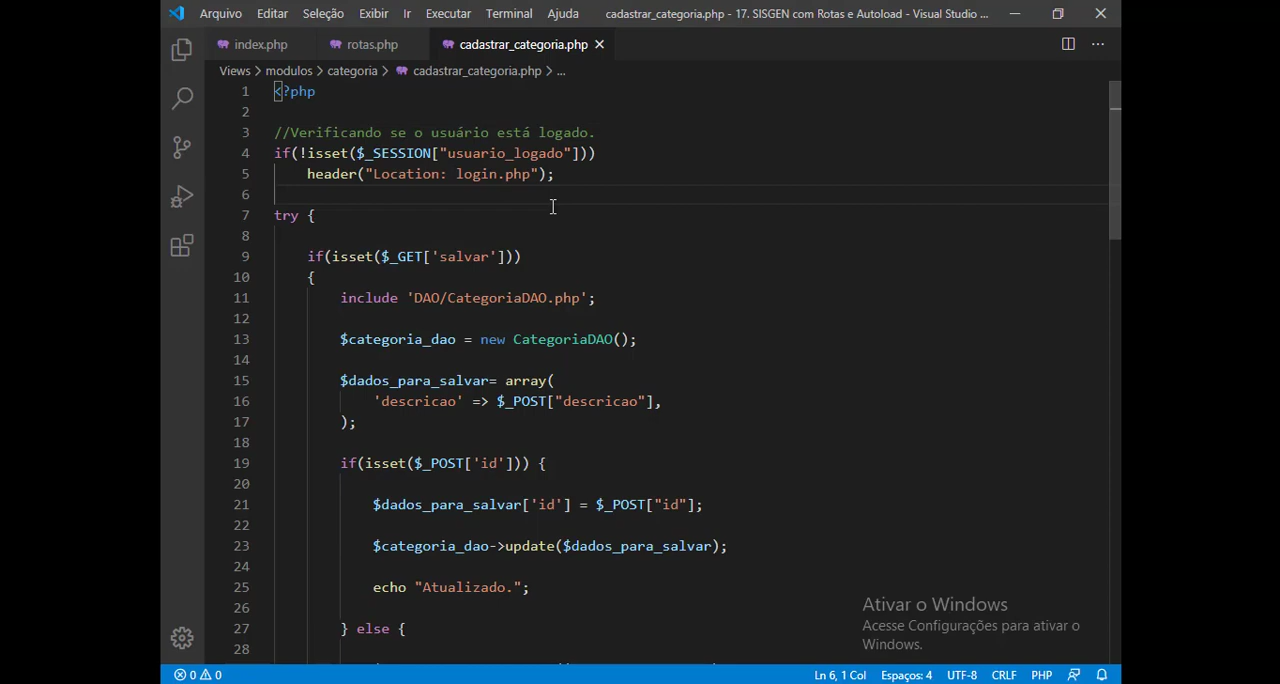 Arquivo Editar Seleção Exibir Ir Executar Terminal Ajuda cadastrar_categoria.php - 17. SISGEN com Rotas e Autoload - Visual Studio ...
index.php rotas.php cadastrar_categoria.php
Views > modulos > categoria > cadastrar_categoria.php > ...
1 <?php
2
3 //Verificando se o usuário está logado.
4 if(!isset($_SESSION["usuario_logado"]))
5 header("Location: login.php");
6
7 try {
8
9 if(isset($_GET['salvar']))
10 {
11 include 'DAO/CategoriaDAO.php';
12
13 $categoria_dao = new CategoriaDAO();
14
15 $dados_para_salvar= array(
16 'descricao' => $_POST["descricao"],
17 );
18
19 if(isset($_POST['id'])) {
20
21 $dados_para_salvar['id'] = $_POST["id"];
22
23 $categoria_dao->update($dados_para_salvar);
24
25 echo "Atualizado.";
26
27 } else {
28
Ativar o Windows
Acesse Configurações para ativar o
Windows.
0 0 Ln 6, 1 Col Espaços: 4 UTF-8 CRLF PHP